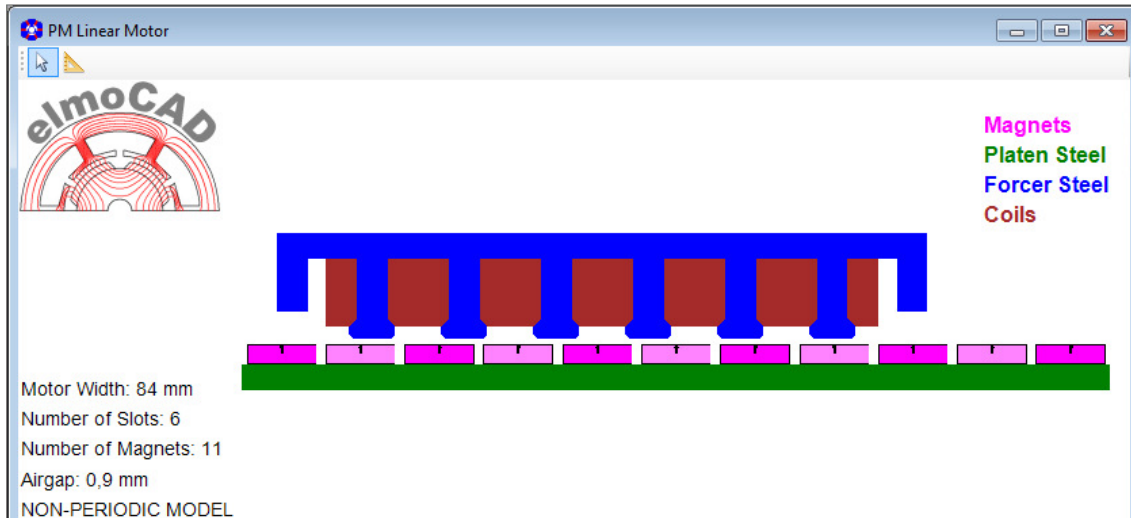 PM Linear Motor
elmoCAD
Magnets
Platen Steel
Forcer Steel
Coils
Motor Width: 84 mm
Number of Slots: 6
Number of Magnets: 11
Airgap: 0,9 mm
NON-PERIODIC MODEL